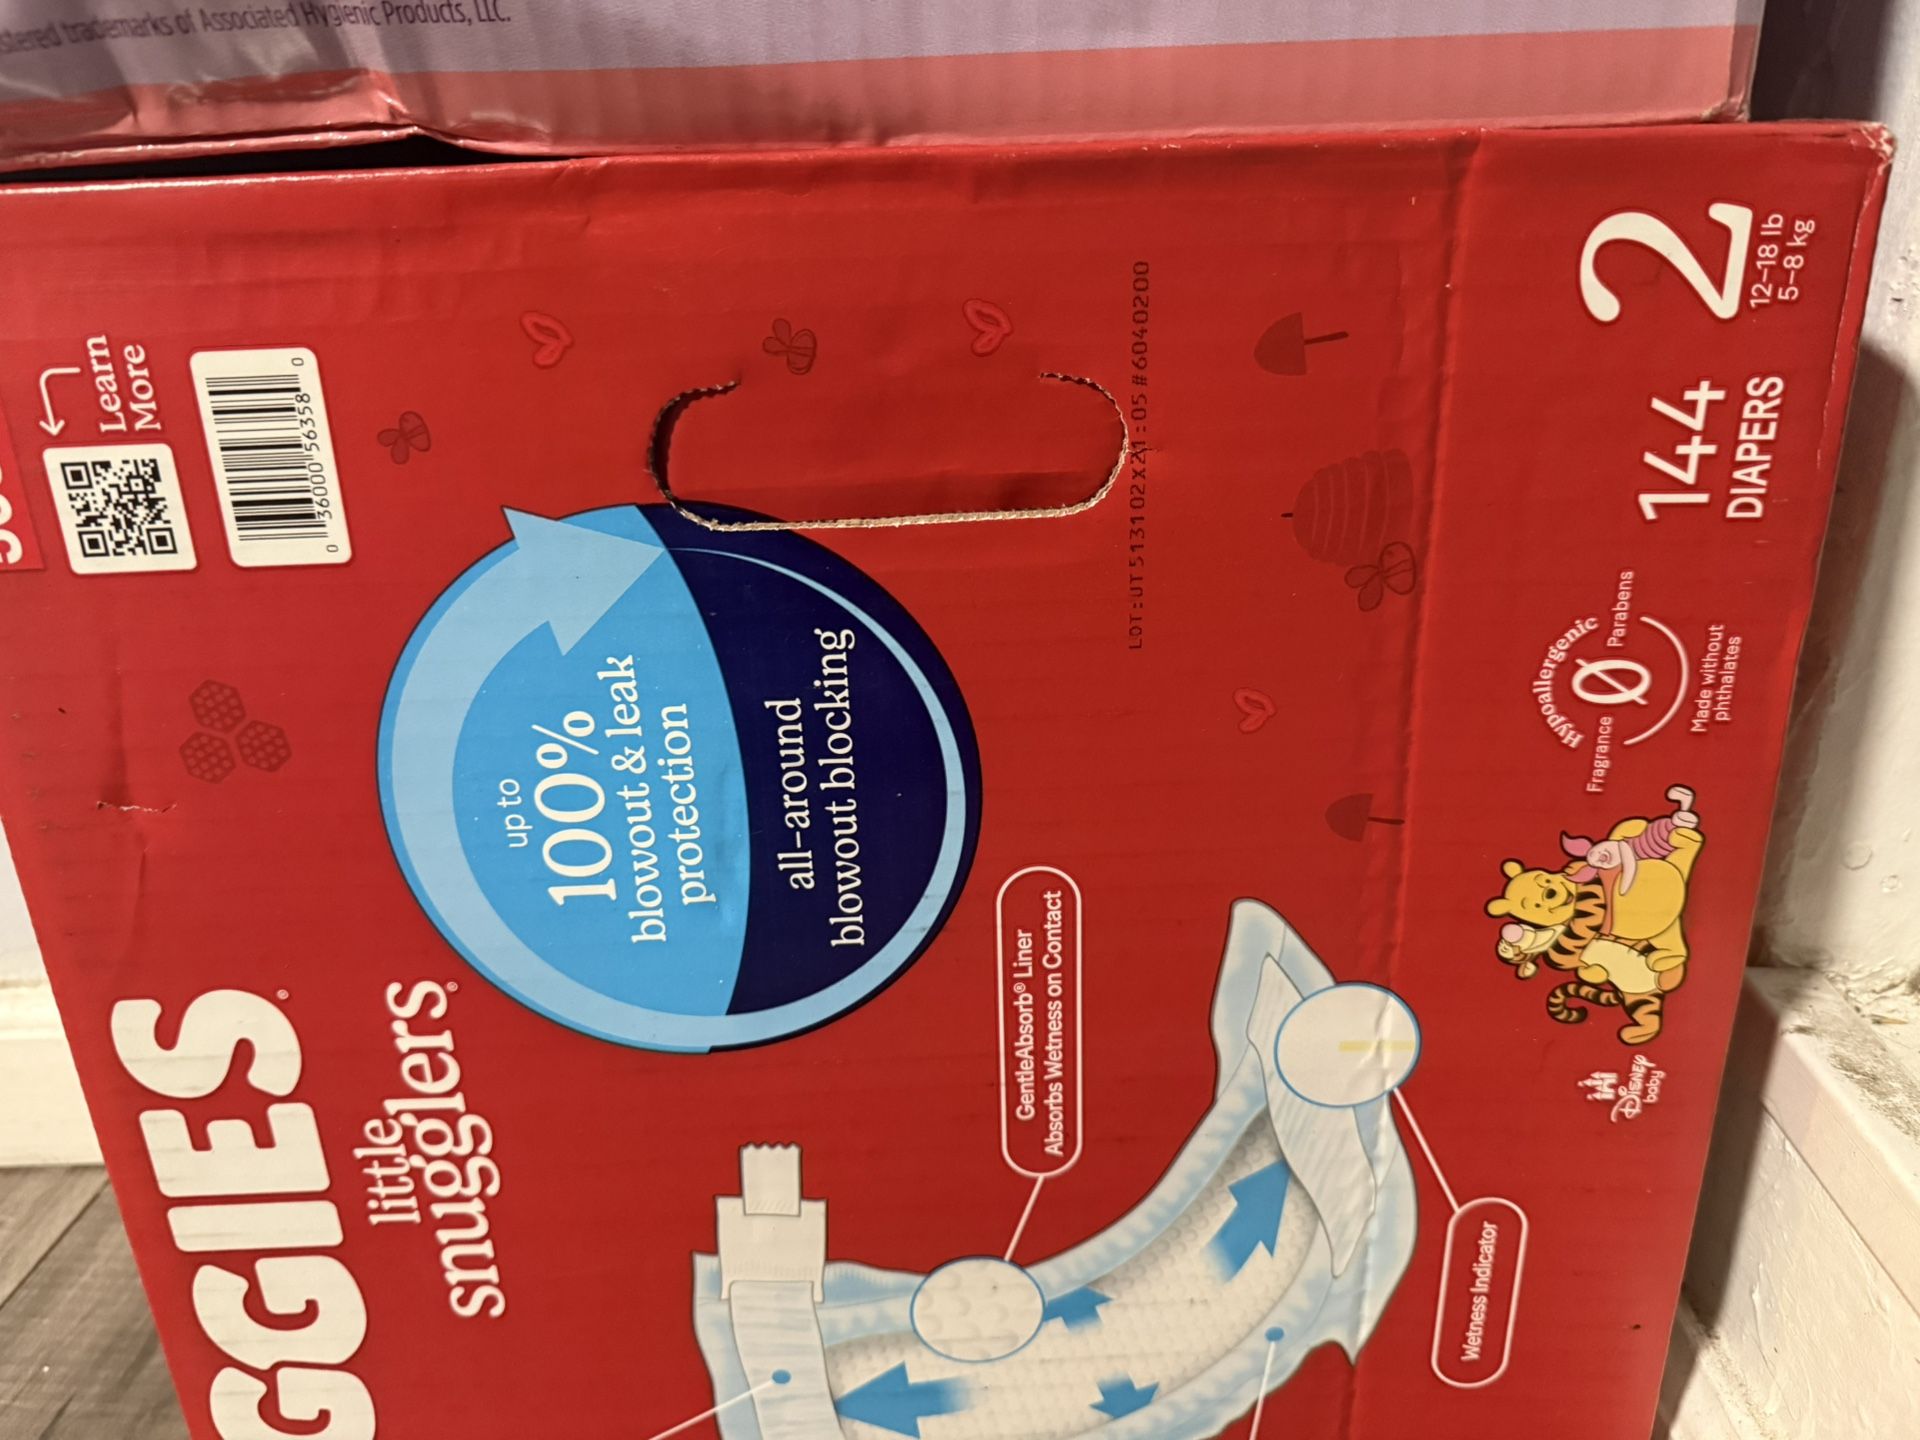 trademarks of Associated Hygienic Products, LLC.
Learn
More
0 36000 56358 0
GGIES®
little
snugglers®
up to
100%
blowout & leak
protection
all-around
blowout blocking
LOT:UT513102X21:05#6040200
GentleAbsorb® Liner
Absorbs Wetness on Contact
Wetness Indicator
Disney
baby
Hypoallergenic
Fragrance 0 Parabens
Made without
phthalates
144
DIAPERS
2
12-18 lb
5-8 kg